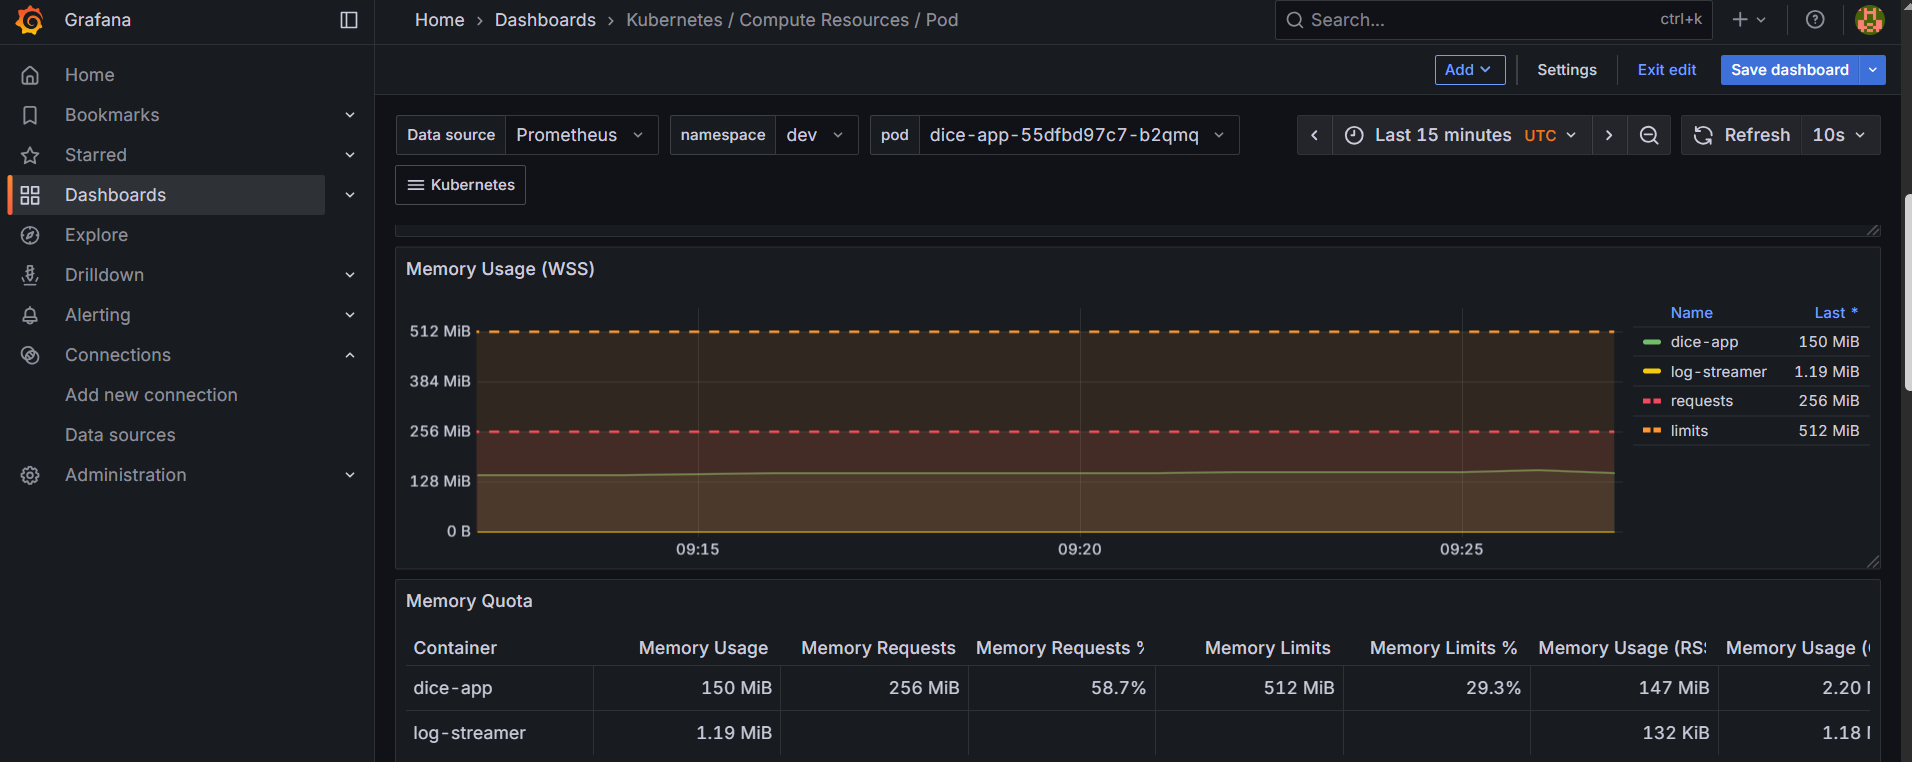 Grafana
Home › Dashboards › Kubernetes / Compute Resources / Pod
Search... ctrl+k
Home
Bookmarks
Starred
Dashboards
Explore
Drilldown
Alerting
Connections
Add new connection
Data sources
Administration
Add Settings Exit edit Save dashboard
Data source Prometheus namespace dev pod dice-app-55dfbd97c7-b2qmq Last 15 minutes UTC Refresh 10s
Kubernetes
Memory Usage (WSS)
512 MiB
384 MiB
256 MiB
128 MiB
0 B
09:15 09:20 09:25
Name Last *
dice-app 150 MiB
log-streamer 1.19 MiB
requests 256 MiB
limits 512 MiB
Memory Quota
Container Memory Usage Memory Requests Memory Requests % Memory Limits Memory Limits % Memory Usage (RS Memory Usage (
dice-app 150 MiB 256 MiB 58.7% 512 MiB 29.3% 147 MiB 2.20
log-streamer 1.19 MiB 132 KiB 1.18